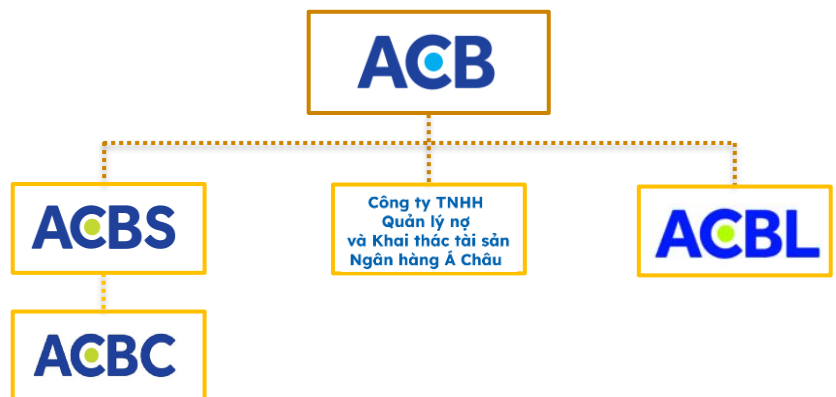 ACB
ACBS
Công ty TNHH
Quản lý nợ
và Khai thác tài sản
Ngân hàng Á Châu
ACBL
ACBC